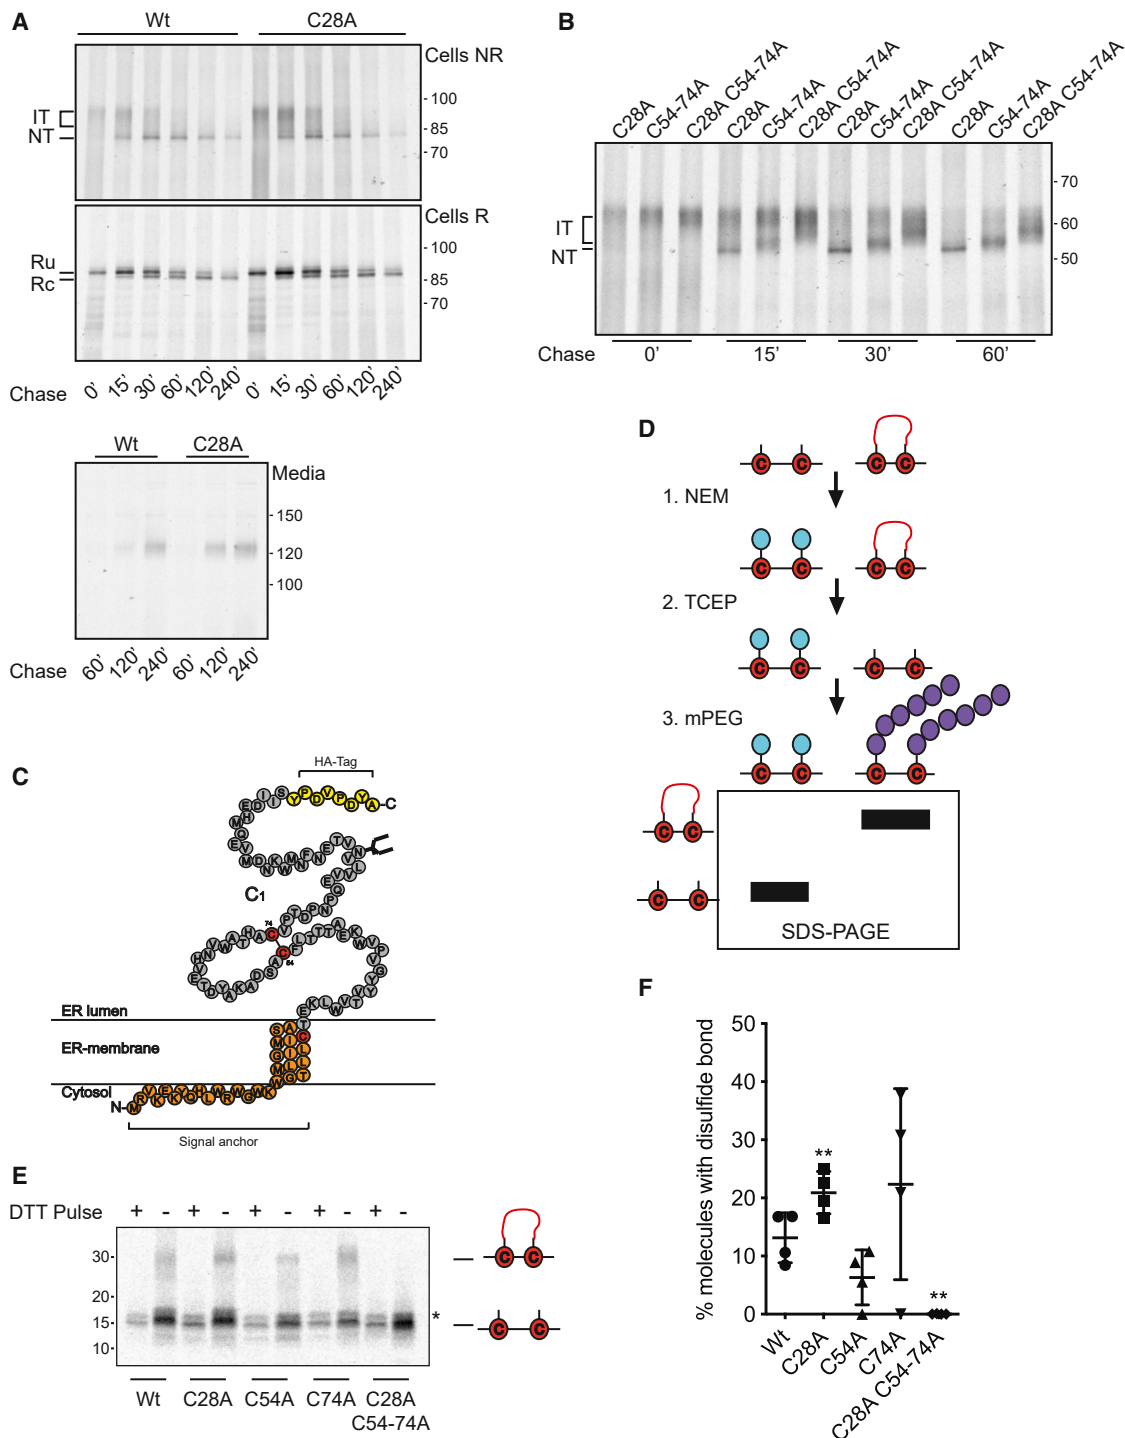 A
Wt C28A
Cells NR
IT
NT
100
85
70
Cells R
Ru
Rc
100
85
70
Chase 0' 15' 30' 60' 120' 240' 0' 15' 30' 60' 120' 240'
Wt C28A
Media
150
120
100
Chase 60' 120' 240' 60' 120' 240'
B
C28A C54-74A C28A C54-74A C28A C54-74A C28A C54-74A C28A C54-74A C28A C54-74A C28A C54-74A C28A C54-74A
IT
NT
70
60
50
Chase 0' 15' 30' 60'
C
HA-Tag
C1
74
54
ER lumen
ER-membrane
Cytosol
N-
-C
Signal anchor
D
C C C C
1. NEM
C C C C
2. TCEP
C C C C
3. mPEG
C C C C
C C
C C
SDS-PAGE
E
DTT Pulse + - + - + - + - + -
30
20
15
10
*
C C
C C
Wt C28A C54A C74A C28A
C54-74A
F
% molecules with disulfide bond
50
40
30
20
10
0
**
**
Wt C28A C54A C74A C28A C54-74A